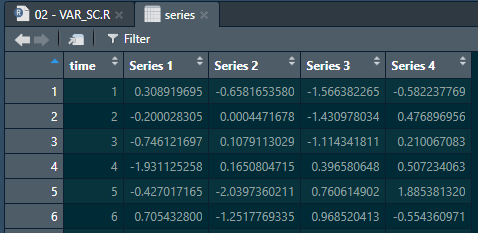 02 - VAR_SC.R series
Filter
time Series 1 Series 2 Series 3 Series 4
1 1 0.308919695 -0.6581653580 -1.566382265 -0.582237769
2 2 -0.200028305 0.0004471678 -1.430978034 0.476896956
3 3 -0.746121697 0.1079113029 -1.114341811 0.210067083
4 4 -1.931125258 0.1650804715 0.396580648 0.507234063
5 5 -0.427017165 -2.0397360211 0.760614902 1.885381320
6 6 0.705432800 -1.2517769335 0.968520413 -0.554360971